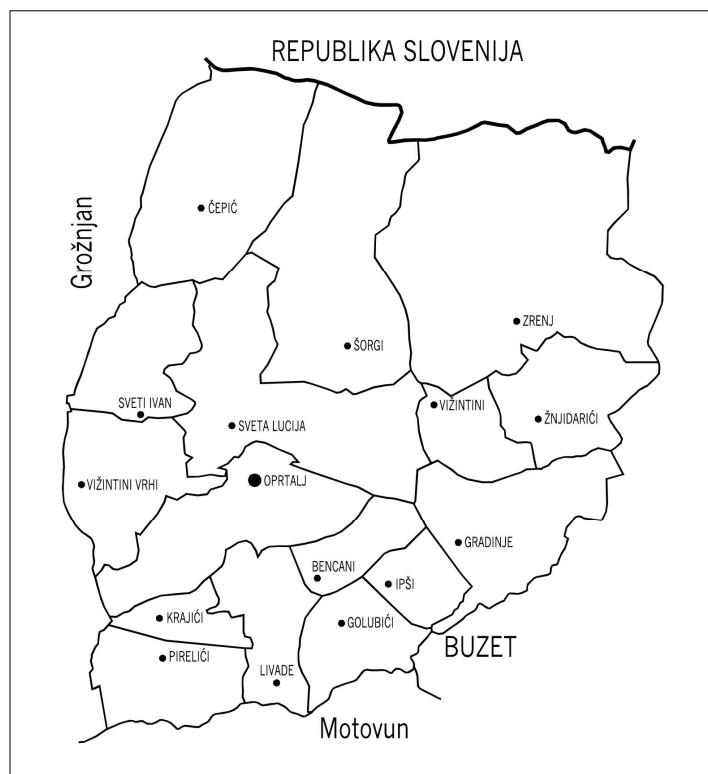 REPUBLIKA SLOVENIJA
Grožnjan
ČEPIĆ
ZRENJ
ŠORGI
SVETI IVAN
VIŽINTINI
ŽNJIDARIĆI
SVETA LUCIJA
VIŽINTINI VRHI
OPRTALJ
GRADINJE
BENCANI
IPŠI
KRAJIĆI
GOLUBIĆI
BUZET
PIRELIĆI
LIVADE
Motovun